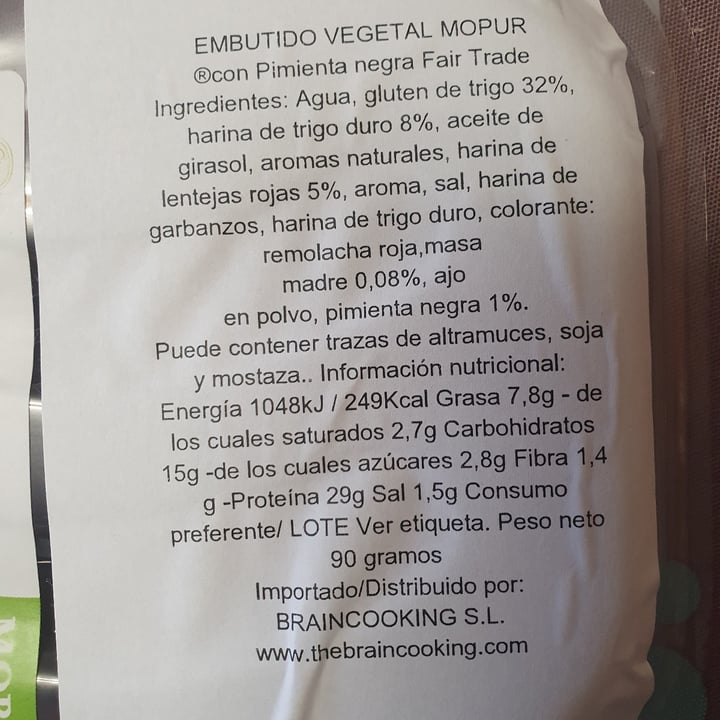 EMBUTIDO VEGETAL MOPUR
®con Pimienta negra Fair Trade
Ingredientes: Agua, gluten de trigo 32%,
harina de trigo duro 8%, aceite de
girasol, aromas naturales, harina de
lentejas rojas 5%, aroma, sal, harina de
garbanzos, harina de trigo duro, colorante:
remolacha roja,masa
madre 0,08%, ajo
en polvo, pimienta negra 1%.
Puede contener trazas de altramuces, soja
y mostaza.. Información nutricional:
Energía 1048kJ / 249Kcal Grasa 7,8g - de
los cuales saturados 2,7g Carbohidratos
15g -de los cuales azúcares 2,8g Fibra 1,4
g -Proteína 29g Sal 1,5g Consumo
preferente/ LOTE Ver etiqueta. Peso neto
90 gramos
Importado/Distribuido por:
BRAINCOOKING S.L.
www.thebraincooking.com